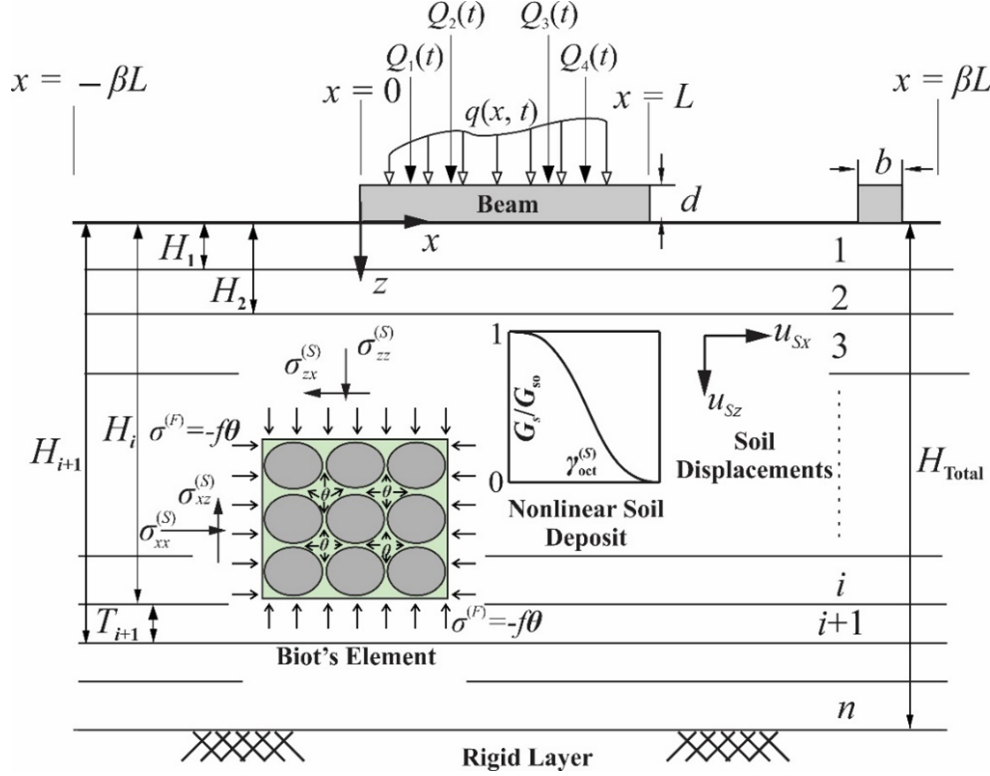 Q₂(t) Q₃(t)
Q₁(t) Q₄(t)
x = − βL x = 0 q(x, t) x = L x = βL
b
Beam d
x
H₁ 1
z
H₂ 2
σzx^(S) σzz^(S) 1 uSx 3
uSz
Gs/Gso
Hi σ^(F)=-fθ
Hi+1 γoct^(S) Soil
Displacements HTotal
0
σxz^(S) θ θ Nonlinear Soil
Deposit
σxx^(S) θ θ
i
Ti+1 σ^(F)=-fθ i+1
Biot's Element
n
Rigid Layer